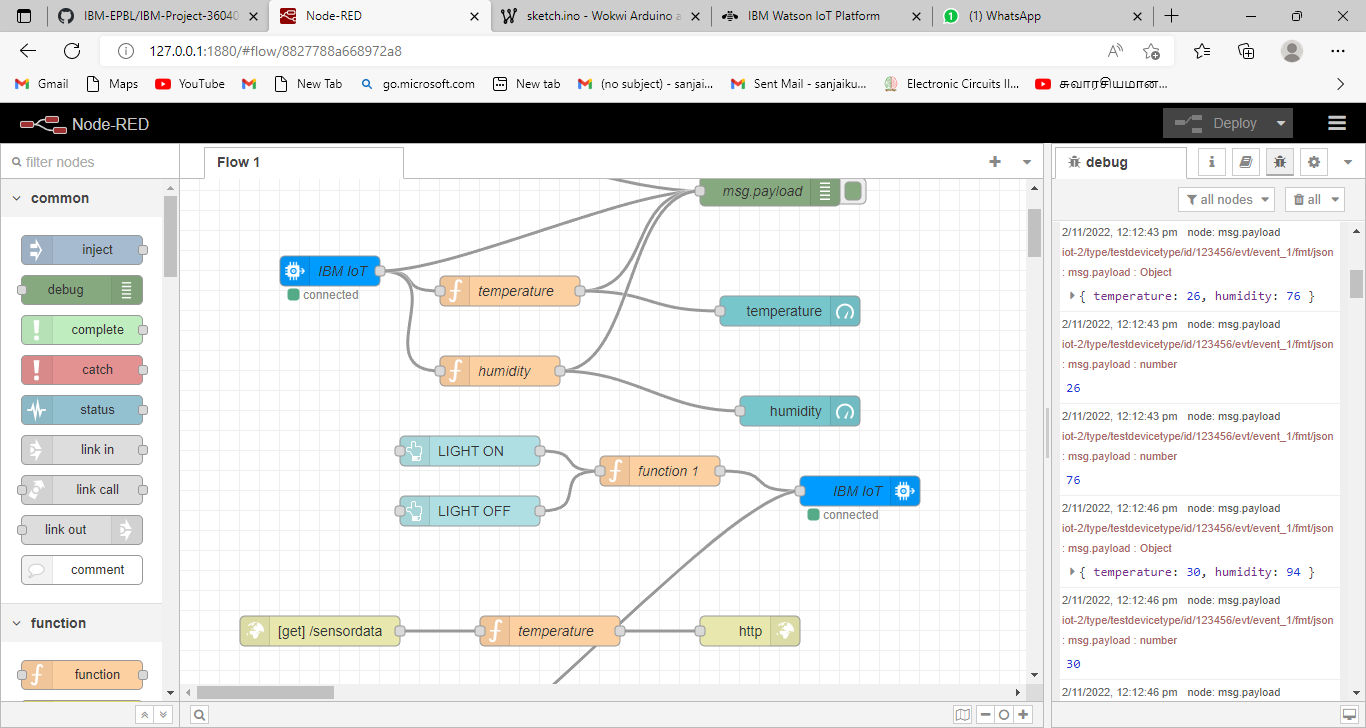 IBM-EPBL/IBM-Project-36040
Node-RED
sketch.ino - Wokwi Arduino a
IBM Watson IoT Platform
(1) WhatsApp
127.0.0.1:1880/#flow/8827788a668972a8
Gmail
Maps
YouTube
New Tab
go.microsoft.com
New tab
(no subject) - sanjai...
Sent Mail - sanjaiku...
Electronic Circuits II...
சுவாரசியமான...
Node-RED
Deploy
filter nodes
Flow 1
debug
i
all nodes
all
common
inject
debug
complete
catch
status
link in
link call
link out
comment
function
function
msg.payload
IBM IoT
connected
temperature
temperature
humidity
humidity
LIGHT ON
LIGHT OFF
function 1
IBM IoT
connected
[get] /sensordata
temperature
http
2/11/2022, 12:12:43 pm node: msg.payload
iot-2/type/testdevicetype/id/123456/evt/event_1/fmt/json
: msg.payload : Object
{ temperature: 26, humidity: 76 }
2/11/2022, 12:12:43 pm node: msg.payload
iot-2/type/testdevicetype/id/123456/evt/event_1/fmt/json
: msg.payload : number
26
2/11/2022, 12:12:43 pm node: msg.payload
iot-2/type/testdevicetype/id/123456/evt/event_1/fmt/json
: msg.payload : number
76
2/11/2022, 12:12:46 pm node: msg.payload
iot-2/type/testdevicetype/id/123456/evt/event_1/fmt/json
: msg.payload : Object
{ temperature: 30, humidity: 94 }
2/11/2022, 12:12:46 pm node: msg.payload
iot-2/type/testdevicetype/id/123456/evt/event_1/fmt/json
: msg.payload : number
30
2/11/2022, 12:12:46 pm node: msg.payload